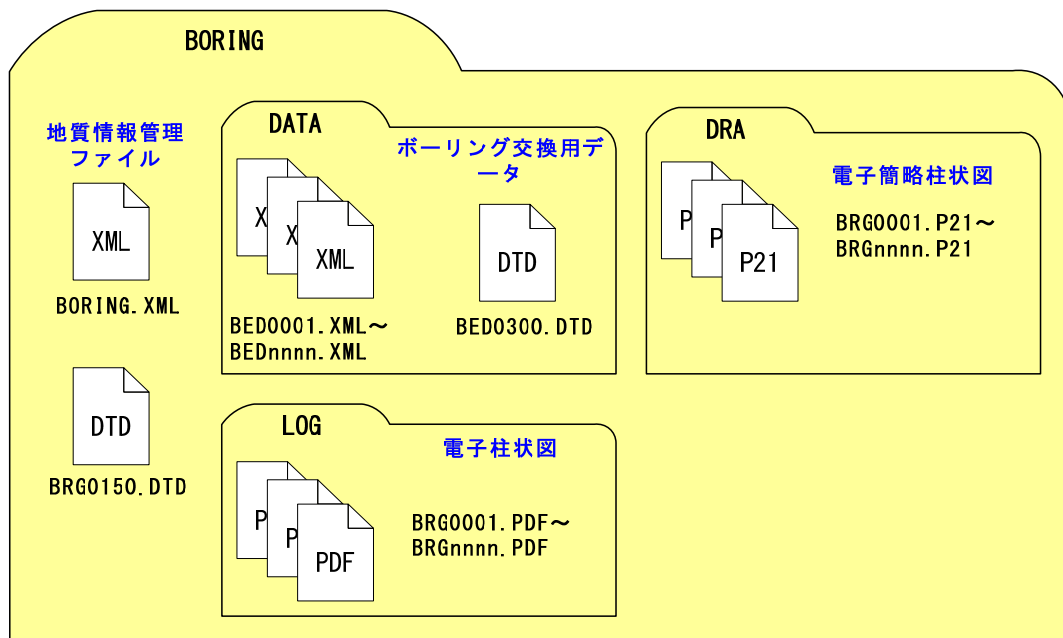 BORING
地質情報管理
ファイル
XML
BORING.XML
DTD
BRG0150.DTD
DATA
ボーリング交換用デ
ータ
X
X
XML
BED0001.XML～
BEDnnnn.XML
DTD
BED0300.DTD
DRA
電子簡略柱状図
P
P
P21
BRG0001.P21～
BRGnnnn.P21
LOG
電子柱状図
P
P
PDF
BRG0001.PDF～
BRGnnnn.PDF